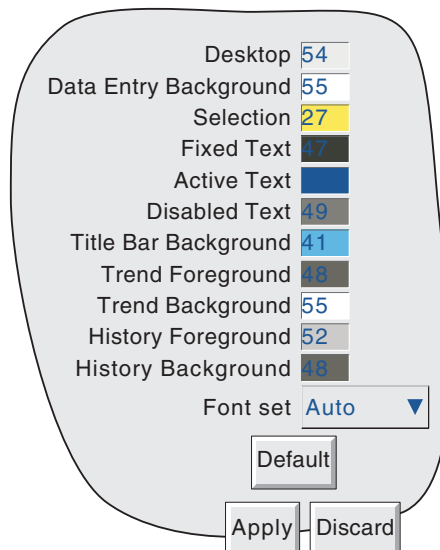 Desktop 54
Data Entry Background 55
Selection 27
Fixed Text 47
Active Text
Disabled Text 49
Title Bar Background 41
Trend Foreground 48
Trend Background 55
History Foreground 52
History Background 48
Font set Auto
Default
Apply Discard